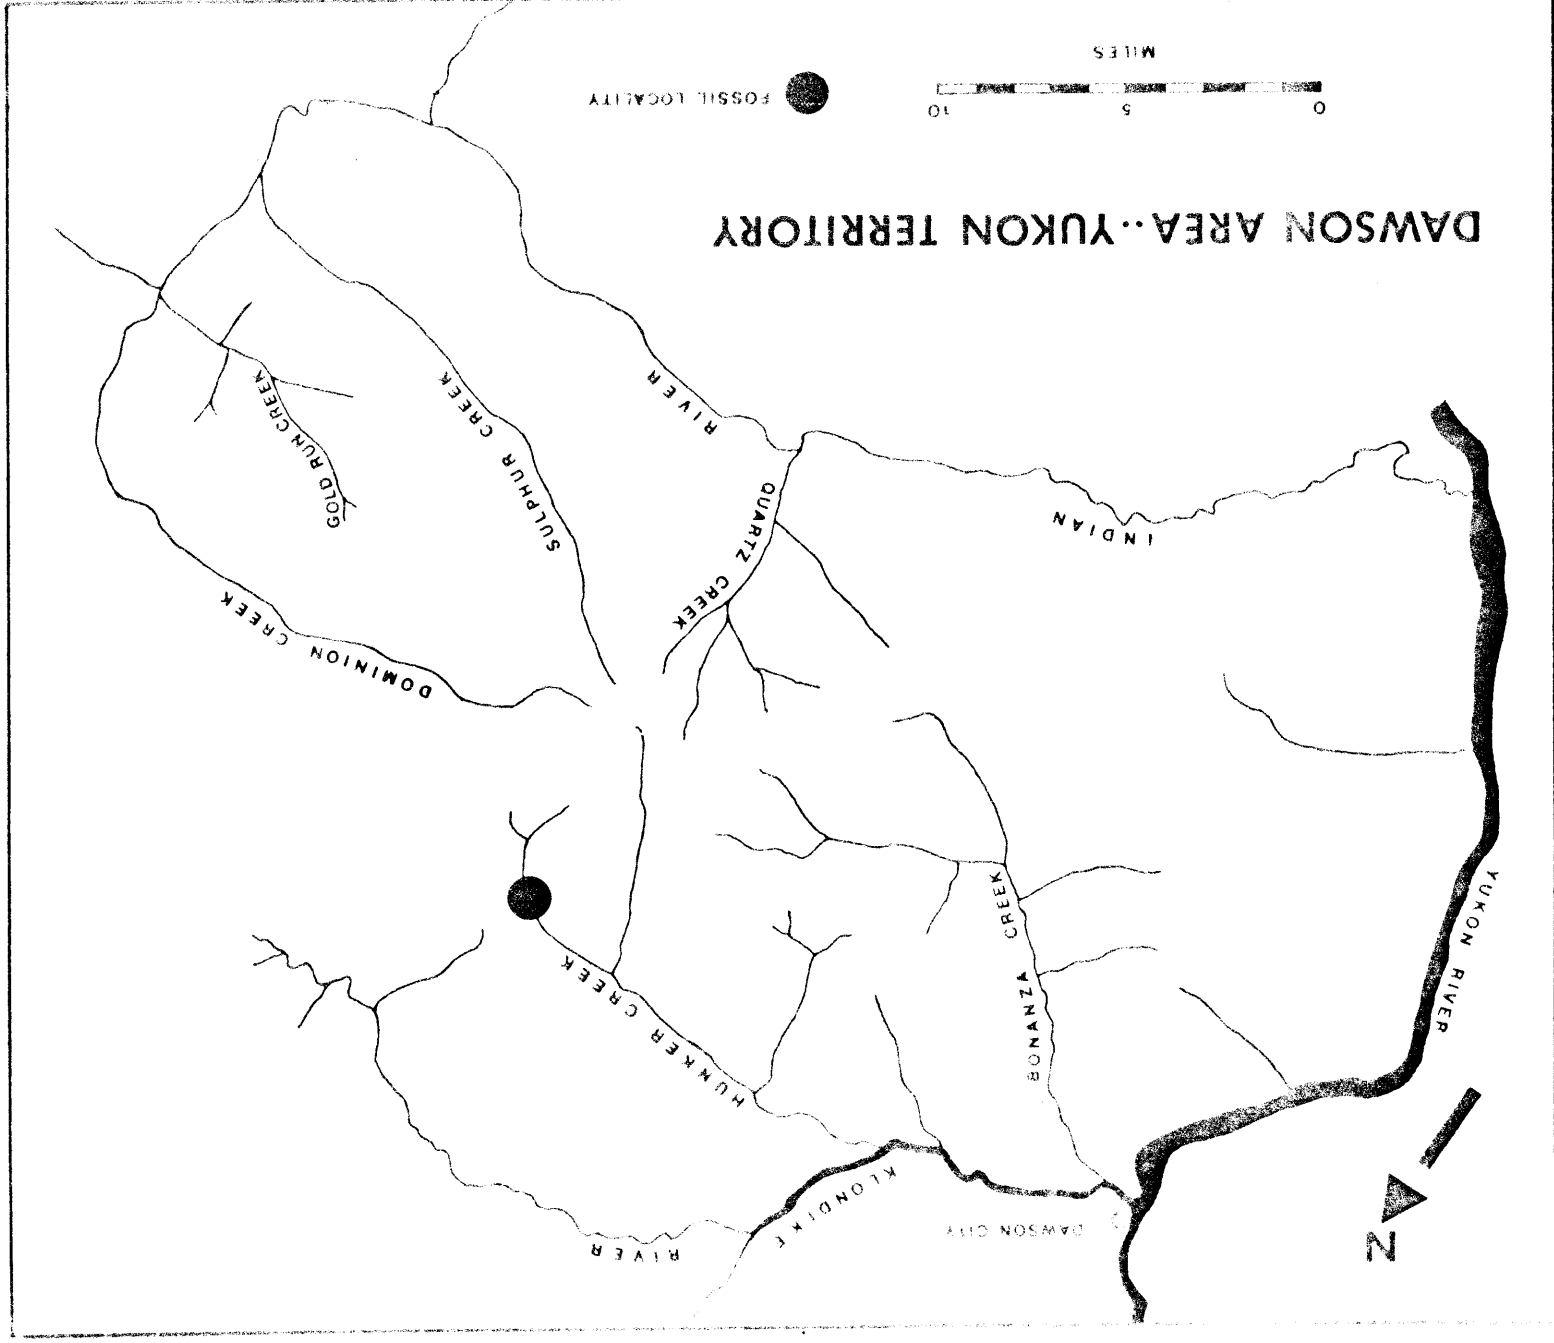 N
DAWSON CITY
KLONDIKE
RIVER
YUKON RIVER
BONANZA CREEK
HUNKER CREEK
DOMINION CREEK
QUARTZ CREEK
SULPHUR CREEK
GOLD RUN CREEK
INDIAN
RIVER
DAWSON AREA..YUKON TERRITORY
0 5 10
MILES
FOSSIL LOCALITY